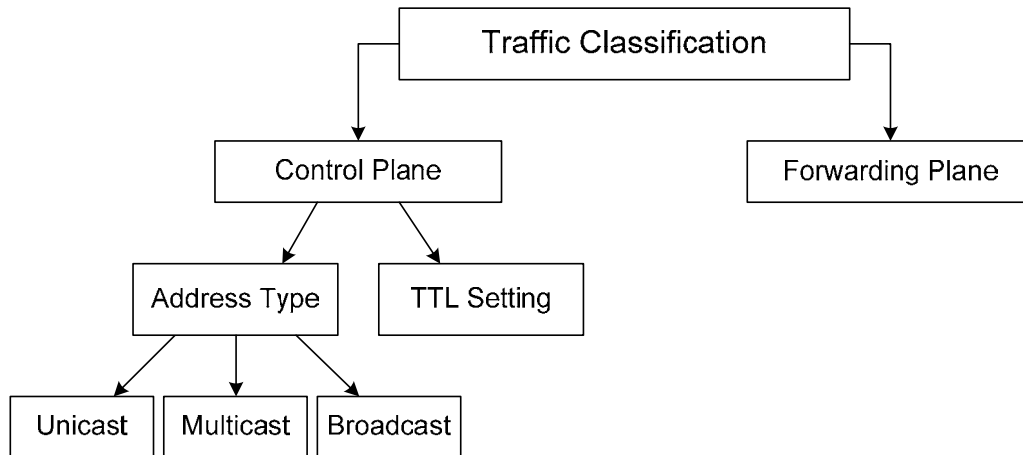 Traffic Classification
Control Plane
Forwarding Plane
Address Type
TTL Setting
Unicast
Multicast
Broadcast